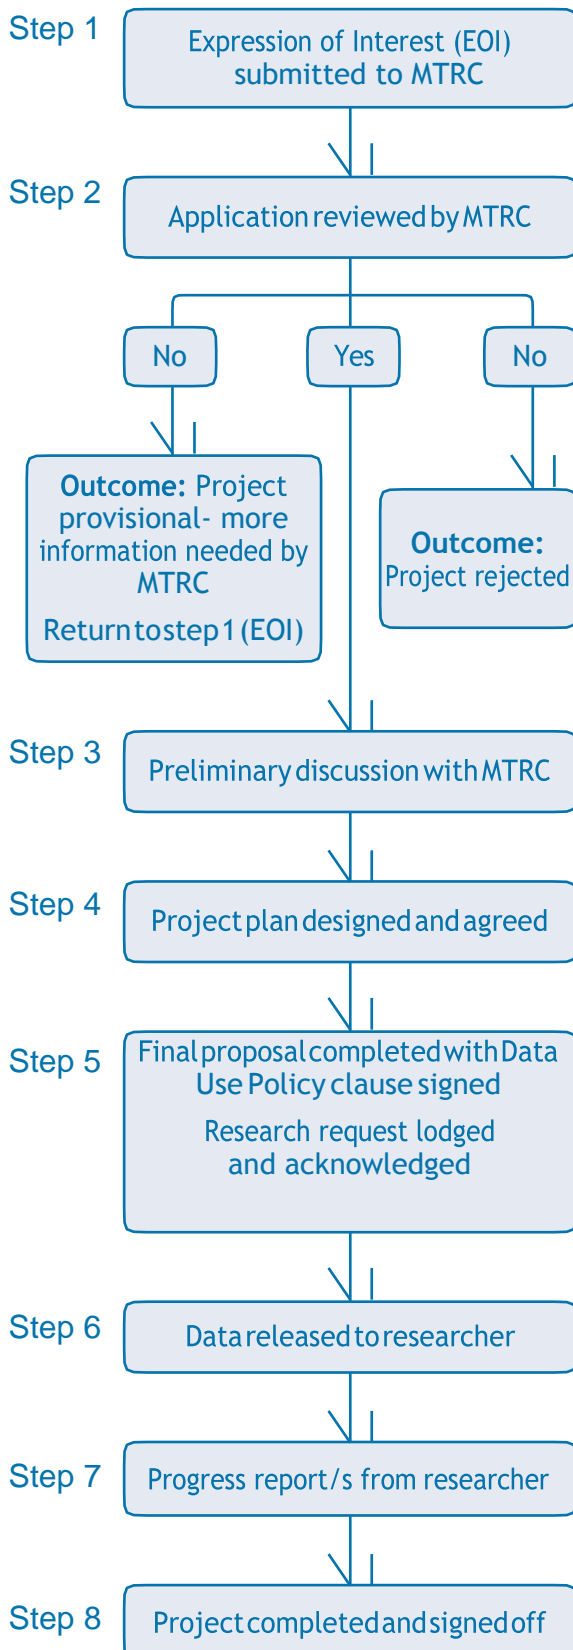 Step 1
Expression of Interest (EOI)
submitted to MTRC
Step 2
Application reviewed by MTRC
No
Yes
No
Outcome: Project
provisional- more
information needed by
MTRC
Return to step 1 (EOI)
Outcome:
Project rejected
Step 3
Preliminary discussion with MTRC
Step 4
Project plan designed and agreed
Step 5
Final proposal completed with Data
Use Policy clause signed
Research request lodged
and acknowledged
Step 6
Data released to researcher
Step 7
Progress report/s from researcher
Step 8
Project completed and signed off